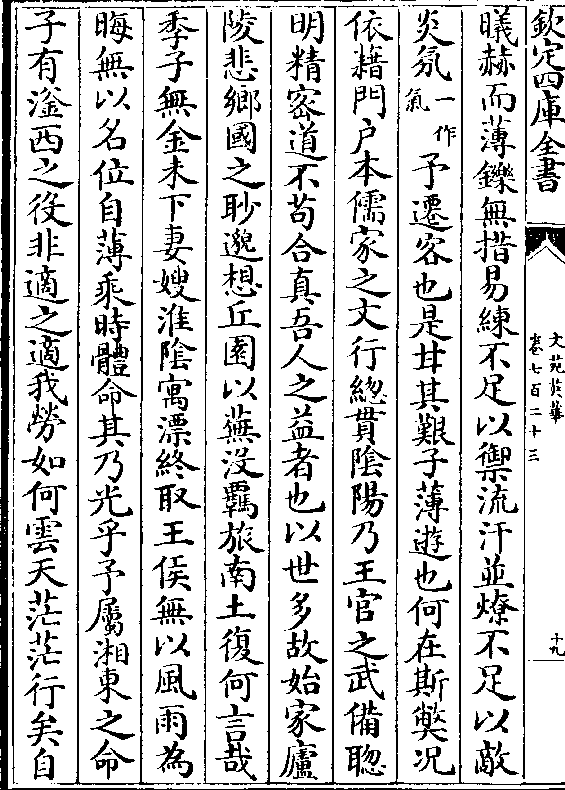 欽定四庫全書
文苑英華
卷七百二十三
十九
曦赫而薄鑠無措易練不足以禦流汗並燎不足以敵
炎氛一作氣予遷客也是甘其艱子薄遊也何在斯獘况
依藉門户本儒家之文行緫貫隂陽乃王官之武備聦
明精宻道不苟合真吾人之益者也以世多故始家廬
陵悲鄉國之眇邈想丘園以蕪没羈旅南土復何言哉
季子無金未下妻嫂淮隂寓漂終取王侯無以風雨為
晦無以名位自薄乘時體命其乃光乎予屬湘東之命
子有滏西之役非適之適我勞如何雲天茫茫行矣自